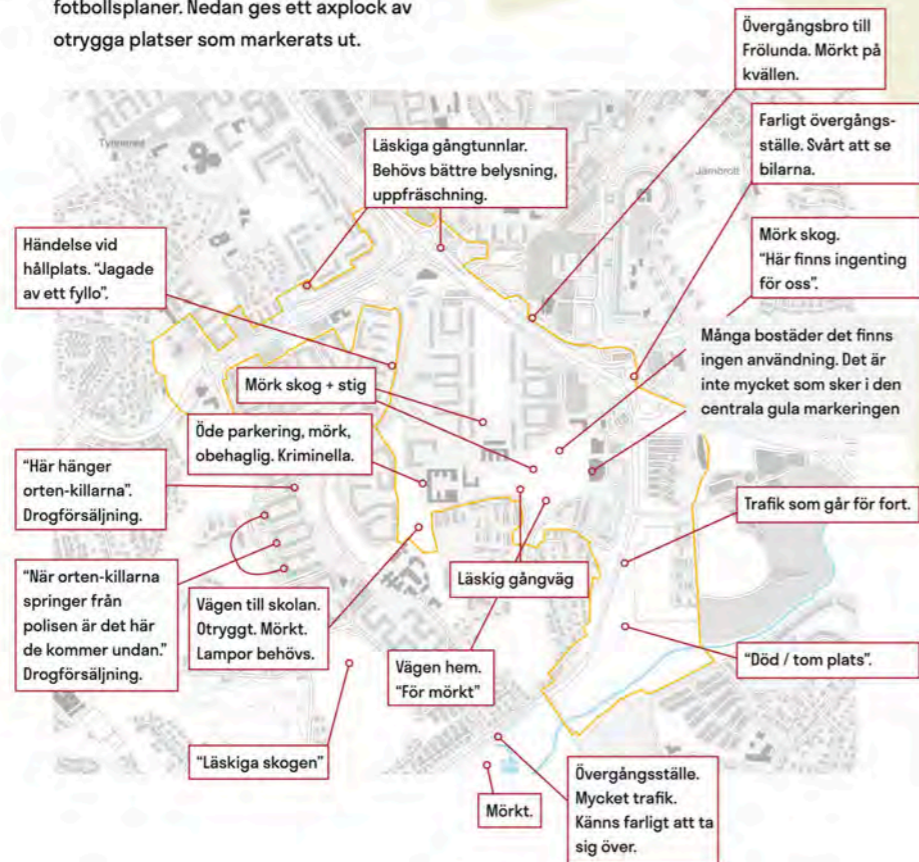 fotbollsplaner. Nedan ges ett axplock av
otrygga platser som markerats ut.
Övergångsbro till
Frölunda. Mörkt på
kvällen.
Farligt övergångs-
ställe. Svårt att se
bilarna.
Tynnered
Järnbrott
Läskiga gångtunnlar.
Behövs bättre belysning,
uppfräschning.
Händelse vid
hållplats. “Jagade
av ett fyllo”.
Mörk skog.
“Här finns ingenting
för oss”.
Många bostäder det finns
ingen användning. Det är
inte mycket som sker i den
centrala gula markeringen
Mörk skog + stig
Öde parkering, mörk,
obehaglig. Kriminella.
“Här hänger
orten-killarna”.
Drogförsäljning.
Trafik som går för fort.
“När orten-killarna
springer från
polisen är det här
de kommer undan.”
Drogförsäljning.
Läskig gångväg
Vägen till skolan.
Otryggt. Mörkt.
Lampor behövs.
Vägen hem.
“För mörkt”
“Död / tom plats”.
“Läskiga skogen”
Mörkt.
Övergångsställe.
Mycket trafik.
Känns farligt att ta
sig över.